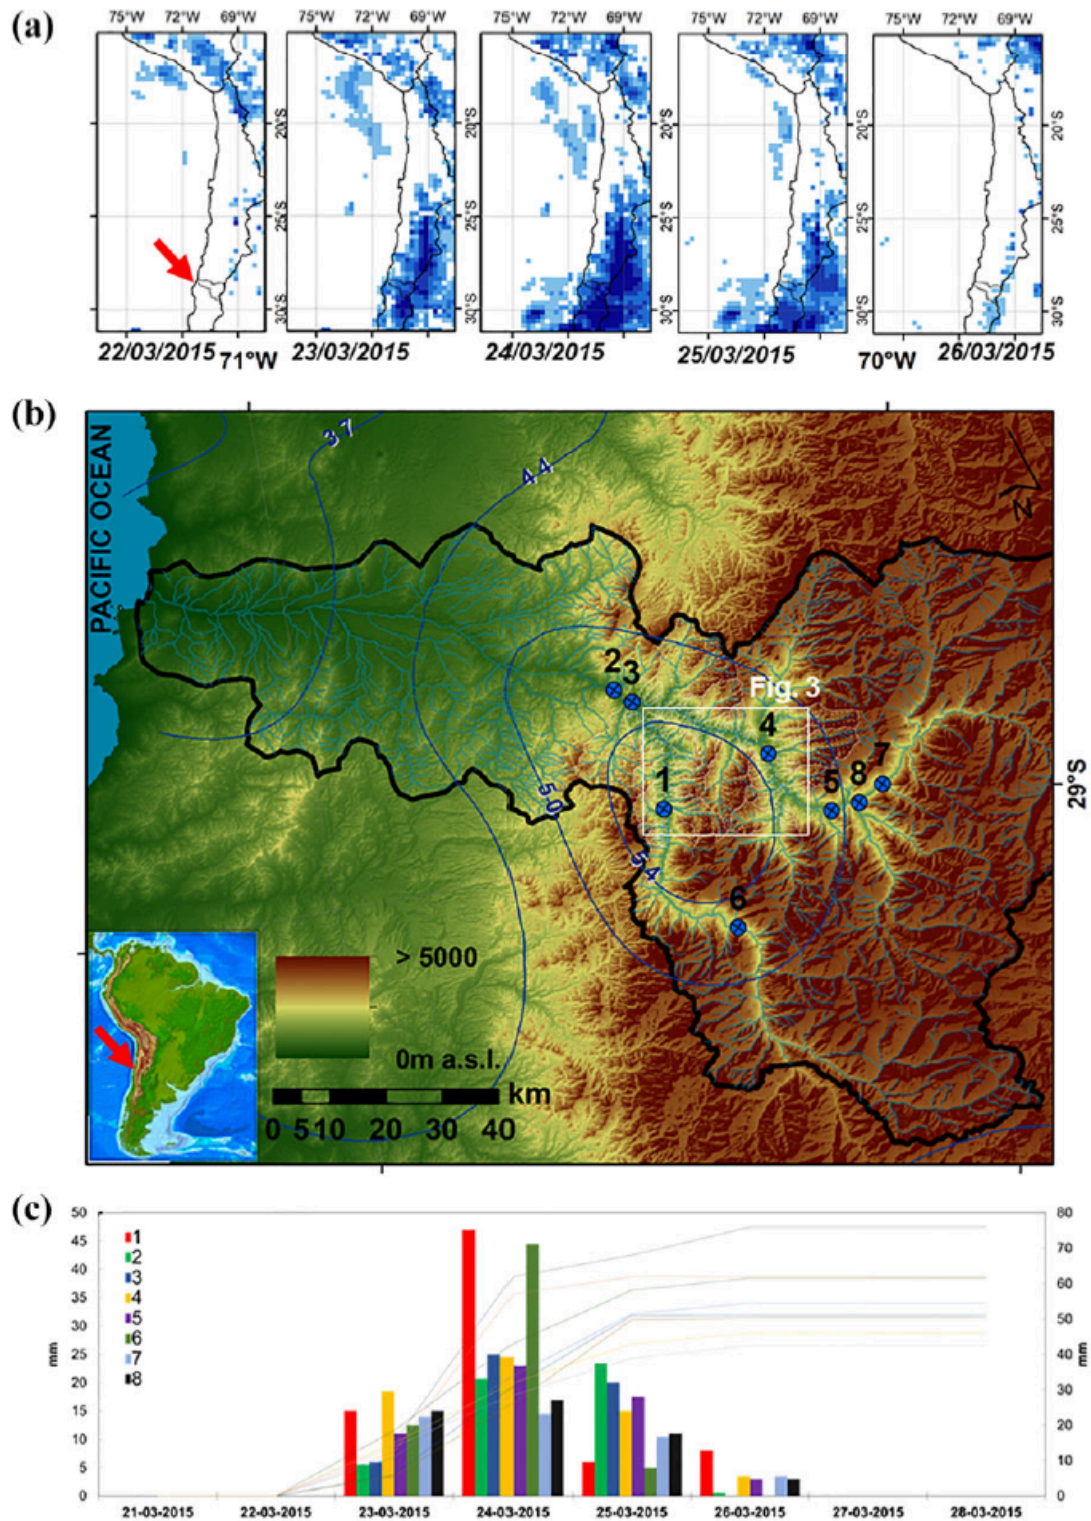 (a)
75°W 72°W 69°W 75°W 72°W 69°W 75°W 72°W 69°W 75°W 72°W 69°W 75°W 72°W 69°W
20°S 20°S 20°S 20°S 20°S
25°S 25°S 25°S 25°S 25°S
30°S 30°S 30°S 30°S 30°S
22/03/2015 23/03/2015 24/03/2015 25/03/2015 26/03/2015
71°W 70°W
(b)
PACIFIC OCEAN
37
44
N
2
3
Fig. 3
4
7
29°S
1
5 8
50
54
6
> 5000
0m a.s.l.
km
0 5 10 20 30 40
(c)
50 80
45 70
40 60
35 50
30
25 40
20 30
15 20
10
5 10
0 0
mm
mm
1
2
3
4
5
6
7
8
21-03-2015 22-03-2015 23-03-2015 24-03-2015 25-03-2015 26-03-2015 27-03-2015 28-03-2015